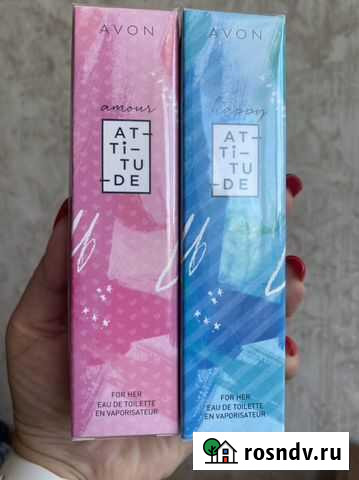 AVON
amour
AT–
–TI–
TU
–DE
FOR HER
EAU DE TOILETTE
EN VAPORISATEUR
AVON
happy
AT–
–TI–
TU
–DE
FOR HER
EAU DE TOILETTE
EN VAPORISATEUR
rosndv.ru